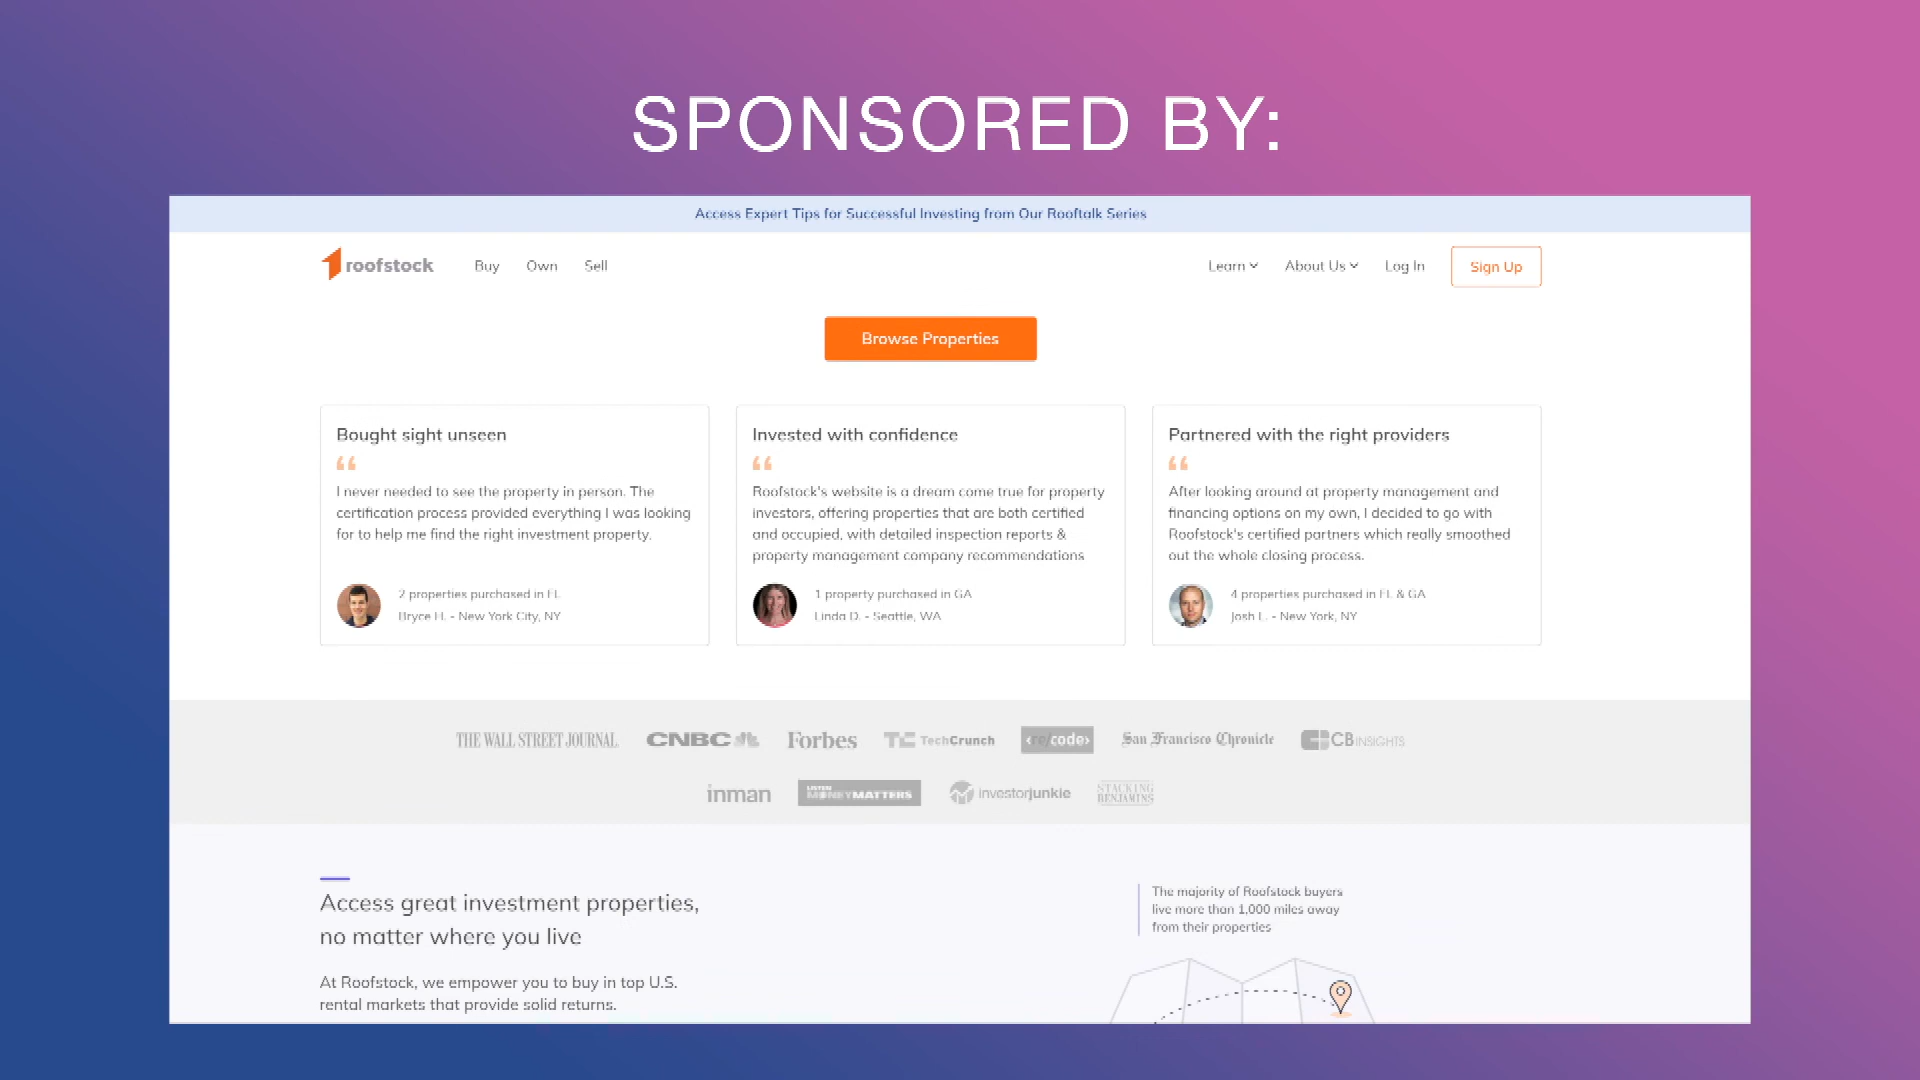 SPONSORED BY:
Access Expert Tips for Successful Investing from Our Rooftalk Series
roofstock Buy Own Sell Learn About Us Log In Sign Up
Browse Properties
Bought sight unseen
“
I never needed to see the property in person. The
certification process provided everything I was looking
for to help me find the right investment property.
2 properties purchased in FL
Bryce H. - New York City, NY
Invested with confidence
“
Roofstock's website is a dream come true for property
investors, offering properties that are both certified
and occupied, with detailed inspection reports &
property management company recommendations
1 property purchased in GA
Linda D. - Seattle, WA
Partnered with the right providers
“
After looking around at property management and
financing options on my own, I decided to go with
Roofstock's certified partners which really smoothed
out the whole closing process.
4 properties purchased in FL & GA
Josh L. - New York, NY
THE WALL STREET JOURNAL. CNBC Forbes TC TechCrunch <re/code> San Francisco Chronicle CB INSIGHTS
inman LISTEN MONEY MATTERS investorjunkie STACKING BENJAMINS
Access great investment properties,
no matter where you live
At Roofstock, we empower you to buy in top U.S.
rental markets that provide solid returns.
The majority of Roofstock buyers
live more than 1,000 miles away
from their properties